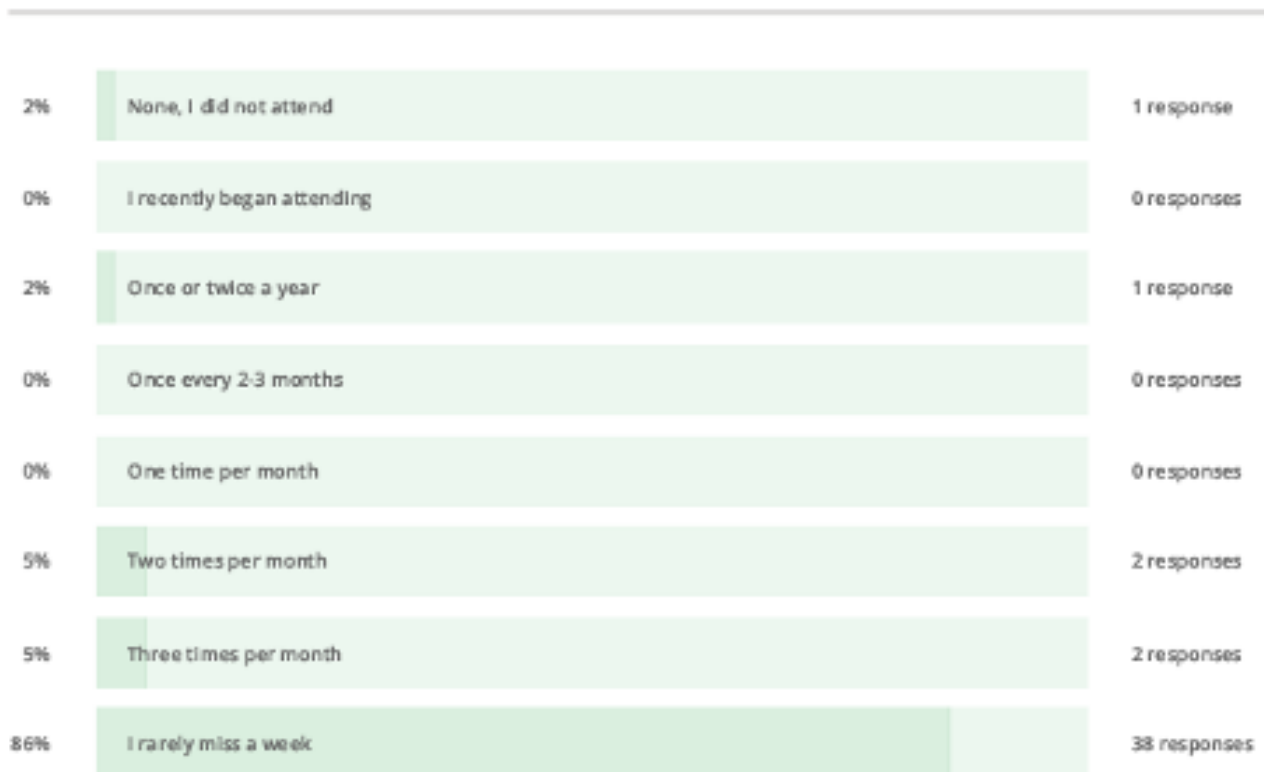 2% None, I did not attend 1 response
0% I recently began attending 0 responses
2% Once or twice a year 1 response
0% Once every 2-3 months 0 responses
0% One time per month 0 responses
5% Two times per month 2 responses
5% Three times per month 2 responses
86% I rarely miss a week 38 responses